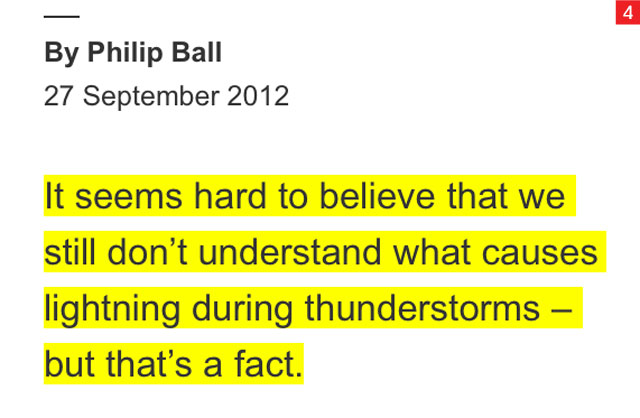 4
By Philip Ball
27 September 2012
It seems hard to believe that we
still don’t understand what causes
lightning during thunderstorms –
but that’s a fact.